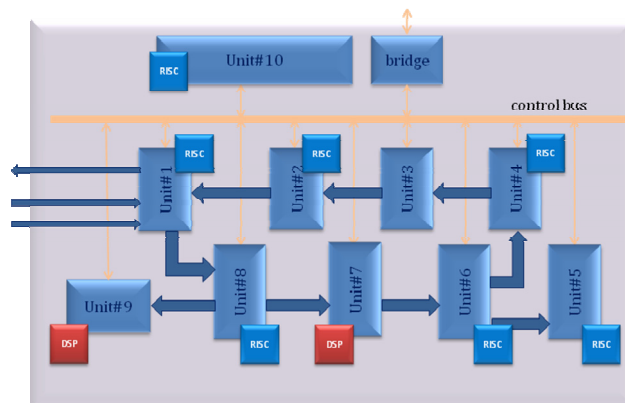 Unit#10
bridge
RISC
control bus
Unit#1
RISC
Unit#2
RISC
Unit#3
Unit#4
RISC
Unit#9
DSP
Unit#8
RISC
Unit#7
DSP
Unit#6
RISC
Unit#5
RISC